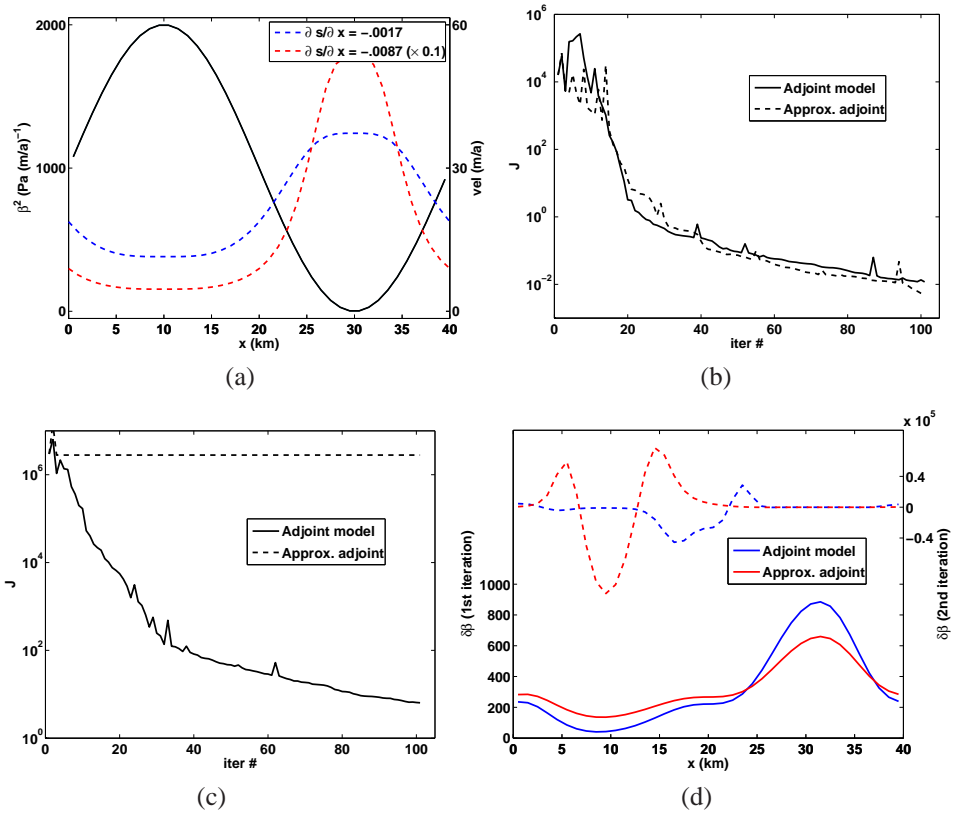 2000
1000
0
β² (Pa (m/a))⁻¹
60
30
0
vel (m/a)
∂ s/∂ x = −.0017
∂ s/∂ x = −.0087 (× 0.1)
0 5 10 15 20 25 30 35 40
x (km)
(a)
J
10⁶
10⁴
10²
10⁰
10⁻²
Adjoint model
Approx. adjoint
20 40 60 80 100
iter #
(b)
J
10⁶
10⁴
10²
10⁰
Adjoint model
Approx. adjoint
0 20 40 60 80 100
iter #
(c)
x 10⁵
0.4
0
−0.4
δβ (2nd iteration)
Adjoint model
Approx. adjoint
1000
800
600
400
200
0
δβ (1st iteration)
0 5 10 15 20 25 30 35 40
x (km)
(d)